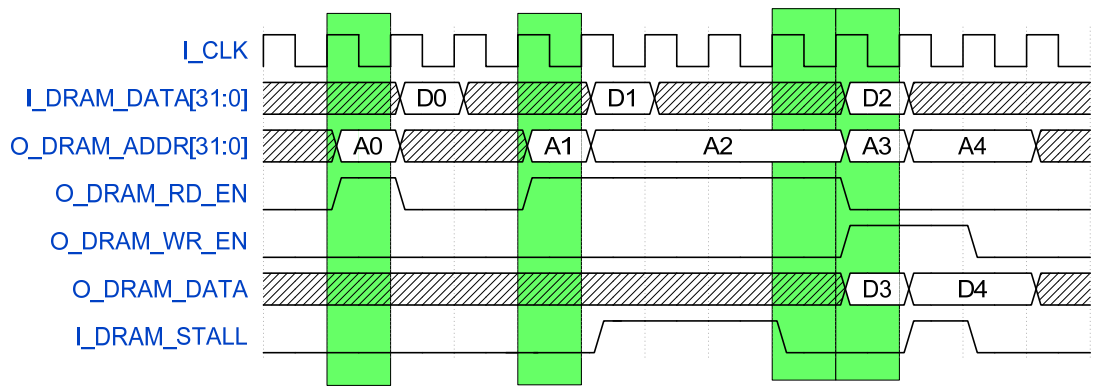 I_CLK
I_DRAM_DATA[31:0] D0 D1 D2
O_DRAM_ADDR[31:0] A0 A1 A2 A3 A4
O_DRAM_RD_EN
O_DRAM_WR_EN
O_DRAM_DATA D3 D4
I_DRAM_STALL